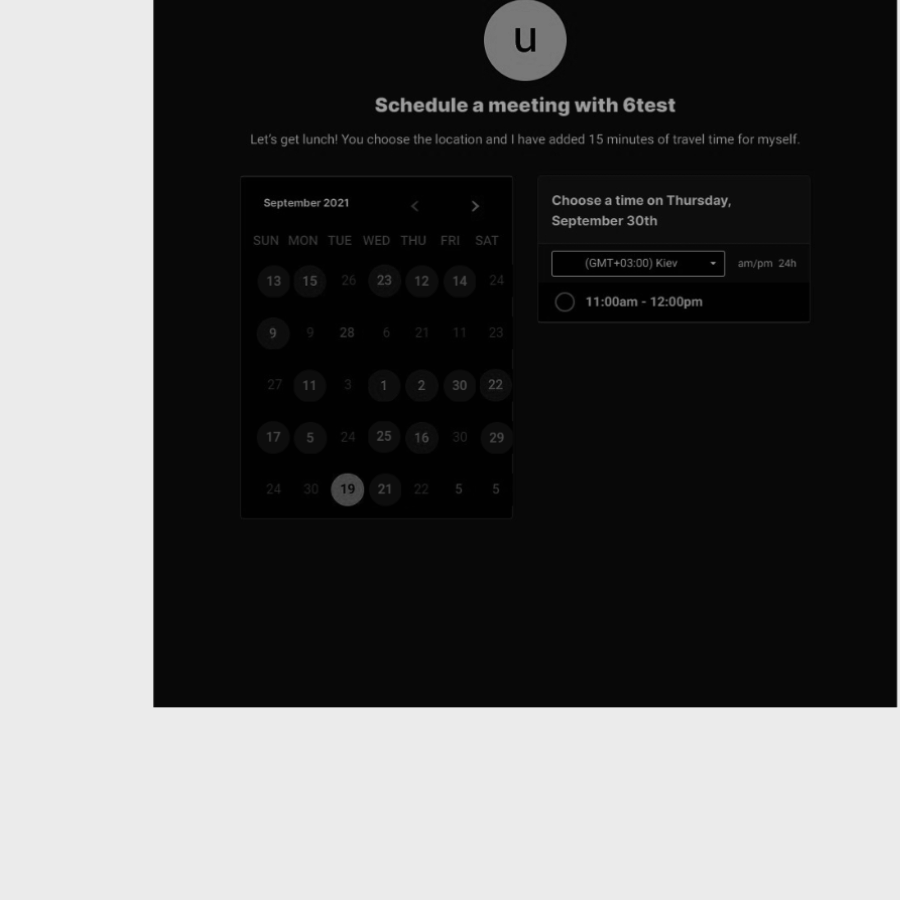 u
Schedule a meeting with 6test
Let's get lunch! You choose the location and I have added 15 minutes of travel time for myself.
September 2021
SUN MON TUE WED THU FRI SAT
13 15 26 23 12 14 24
9 9 28 6 21 11 23
27 11 3 1 2 30 22
17 5 24 25 16 30 29
24 30 19 21 22 5 5
Choose a time on Thursday,
September 30th
(GMT+03:00) Kiev am/pm 24h
11:00am - 12:00pm